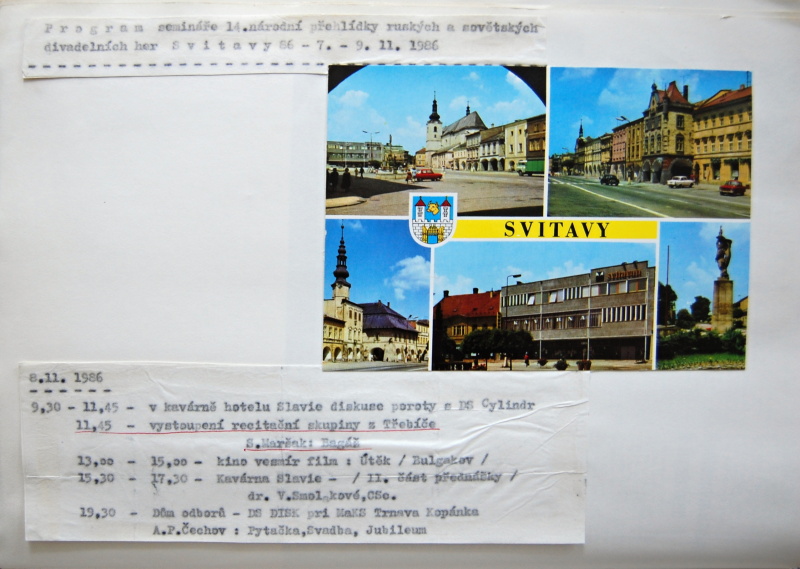 Program semináře 14.národní přehlídky ruských a sovětských
divadelních her Svitavy 86 - 7. - 9. 11. 1986
SVITAVY
8.11. 1986
9,30 - 11,45 - v kavárně hotelu Slavie diskuse poroty s DS Cylindr
11,45 - vystoupení recitační skupiny z Třebíče
S.Maršak: Bagáž
13,00 - 15,00 - kino vesmír film : Útěk / Bulgakov /
15,30 - 17,30 - Kavárna Slavie - / II. část přednášky /
dr. V.Smoláková,CSc.
19,30 - Dům odborů - DS DISK při MaKS Trnava Kopánka
A.P.Čechov : Pytačka,Svadba, Jubileum